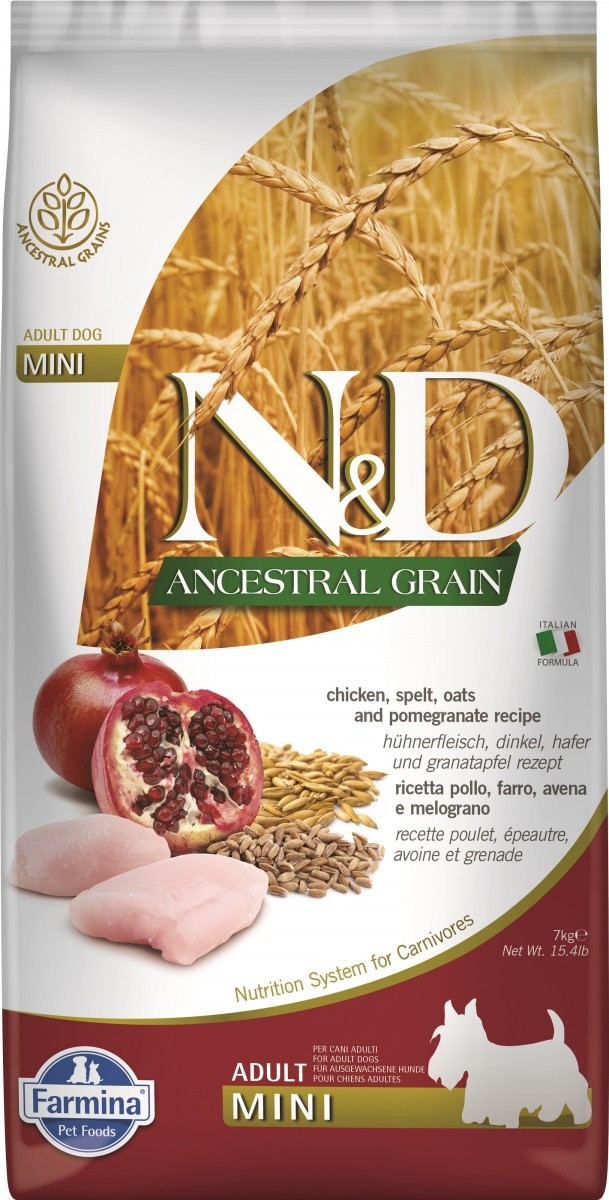 ANCESTRAL GRAINS
ADULT DOG
MINI
N&D
ANCESTRAL GRAIN
ITALIAN
FORMULA
chicken, spelt, oats
and pomegranate recipe
hühnerfleisch, dinkel, hafer
und granatapfel rezept
ricetta pollo, farro, avena
e melograno
recette poulet, épeautre,
avoine et grenade
7kg℮
Net Wt. 15.4lb
Nutrition System for Carnivores
PER CANI ADULTI
FOR ADULT DOGS
FÜR AUSGEWACHSENE HUNDE
POUR CHIENS ADULTES
ADULT
MINI
Farmina®
Pet Foods